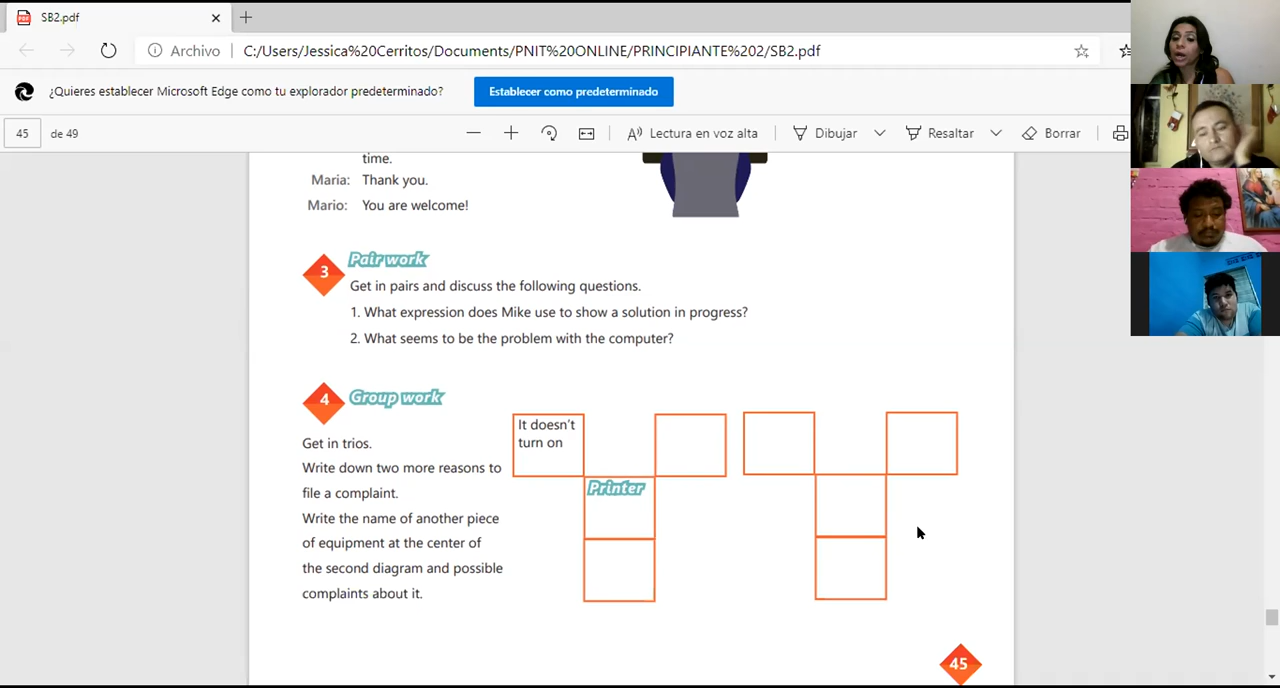 SB2.pdf
Archivo
C:/Users/Jessica%20Cerritos/Documents/PNIT%20ONLINE/PRINCIPIANTE%202/SB2.pdf
¿Quieres establecer Microsoft Edge como tu explorador predeterminado?
Establecer como predeterminado
45 de 49
Lectura en voz alta
Dibujar
Resaltar
Borrar
time.
Maria: Thank you.
Mario: You are welcome!
3 Pair work
Get in pairs and discuss the following questions.
1. What expression does Mike use to show a solution in progress?
2. What seems to be the problem with the computer?
4 Group work
Get in trios.
Write down two more reasons to
file a complaint.
Write the name of another piece
of equipment at the center of
the second diagram and possible
complaints about it.
It doesn't
turn on
Printer
45